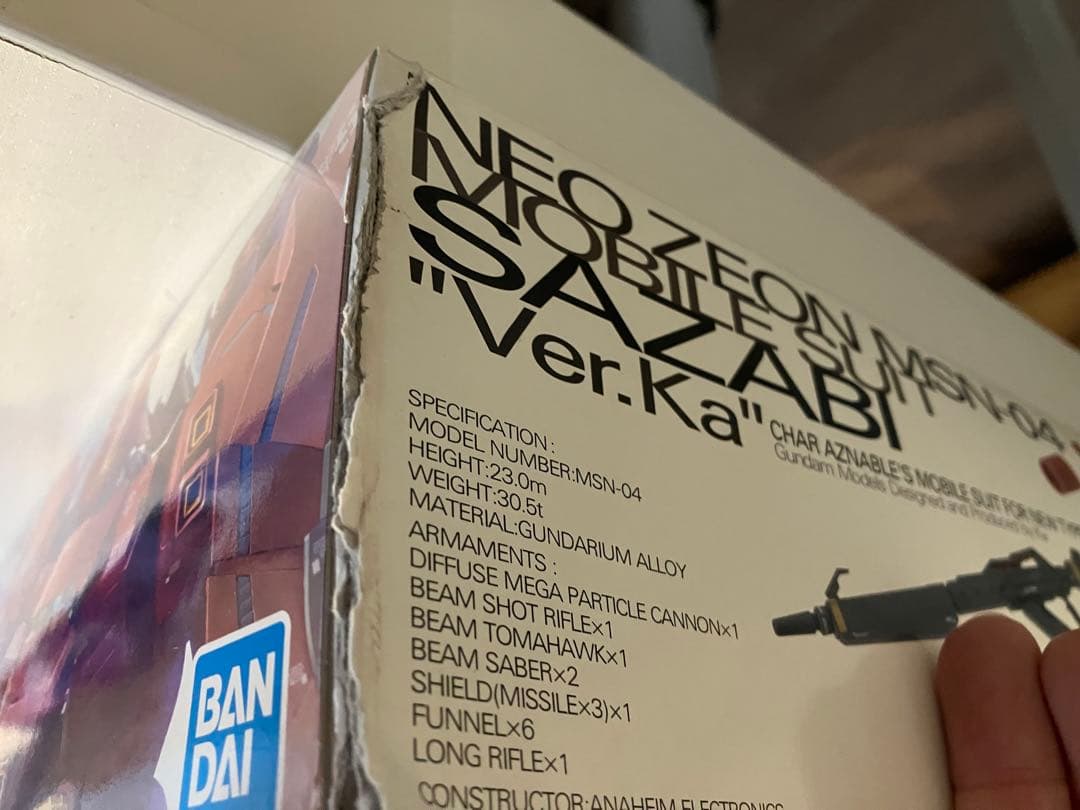 NEO ZEON MSN-04
MOBILE SUIT
SAZABI
"Ver.Ka"
CHAR AZNABLE'S MOBILE SUIT FOR NEW TYPE
Gundam Models Designed and Produced by
SPECIFICATION :
MODEL NUMBER:MSN-04
HEIGHT:23.0m
WEIGHT:30.5t
MATERIAL:GUNDARIUM ALLOY
ARMAMENTS :
DIFFUSE MEGA PARTICLE CANNON×1
BEAM SHOT RIFLE×1
BEAM TOMAHAWK×1
BEAM SABER×2
SHIELD(MISSILE×3)×1
FUNNEL×6
LONG RIFLE×1
CONSTRUCTOR:ANAHEIM ELECTRONICS
BAN
DAI